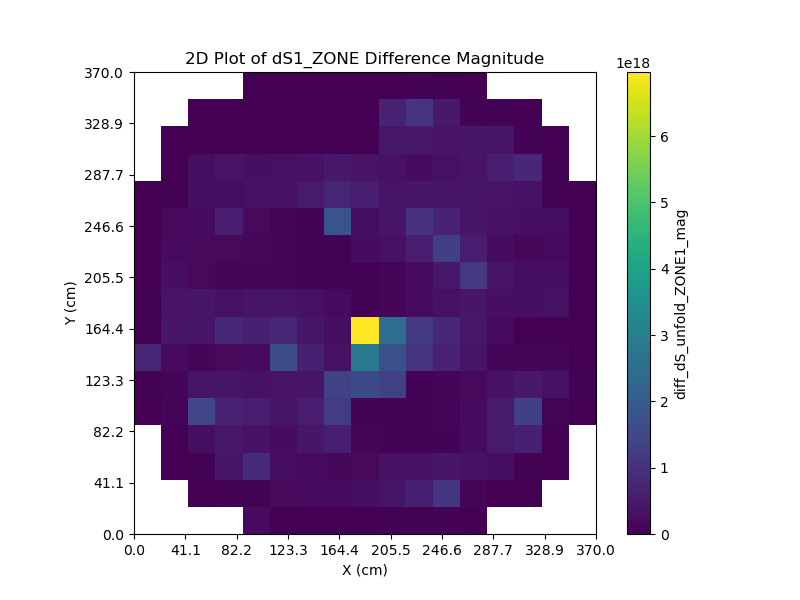 2D Plot of dS1_ZONE Difference Magnitude
1e18
370.0
328.9
287.7
246.6
205.5
164.4
123.3
82.2
41.1
0.0
Y (cm)
0.0 41.1 82.2 123.3 164.4 205.5 246.6 287.7 328.9 370.0
X (cm)
6
5
4
3
2
1
0
diff_dS_unfold_ZONE1_mag